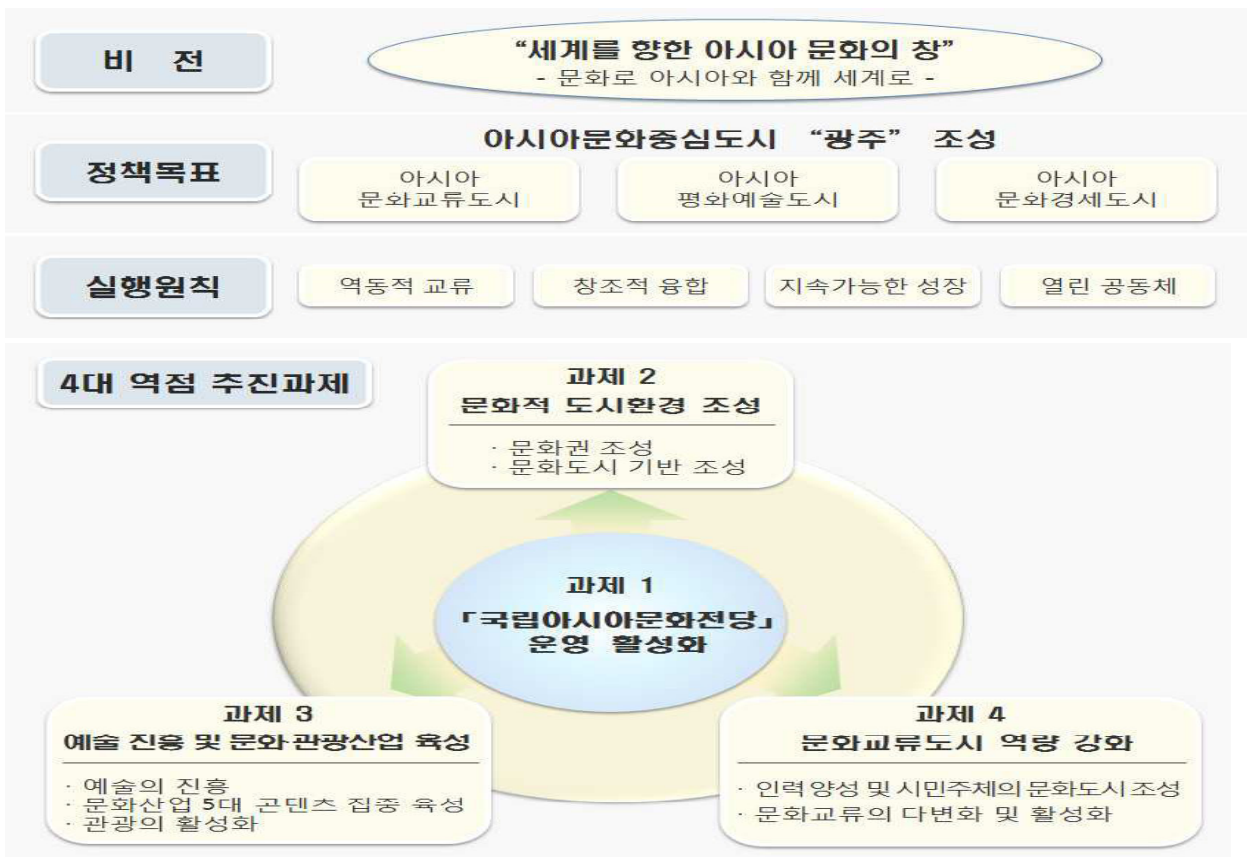 비 전
“세계를 향한 아시아 문화의 창”
- 문화로 아시아와 함께 세계로 -
정책목표
아시아문화중심도시 “광주” 조성
아시아
문화교류도시
아시아
평화예술도시
아시아
문화경제도시
실행원칙
역동적 교류
창조적 융합
지속가능한 성장
열린 공동체
4대 역점 추진과제
과제 2
문화적 도시환경 조성
· 문화권 조성
· 문화도시 기반 조성
과제 1
「국립아시아문화전당」
운영 활성화
과제 3
예술 진흥 및 문화·관광산업 육성
· 예술의 진흥
· 문화산업 5대 콘텐츠 집중 육성
· 관광의 활성화
과제 4
문화교류도시 역량 강화
· 인력 양성 및 시민주체의 문화도시 조성
· 문화교류의 다변화 및 활성화